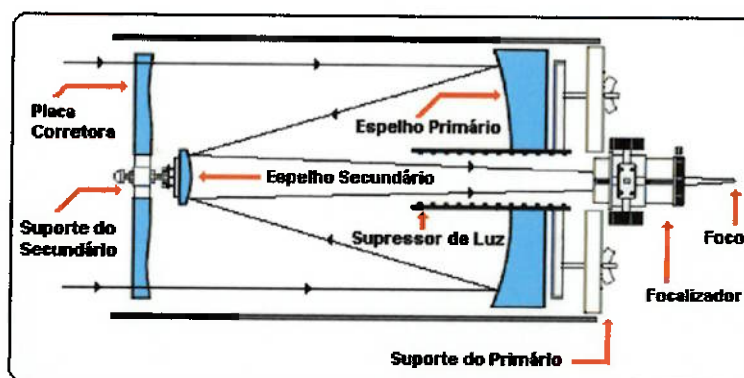 Placa
Corretora
Espelho Primário
Espelho Secundário
Suporte do
Secundário
Supressor de Luz
Foco
Focalizador
Suporte do Primário